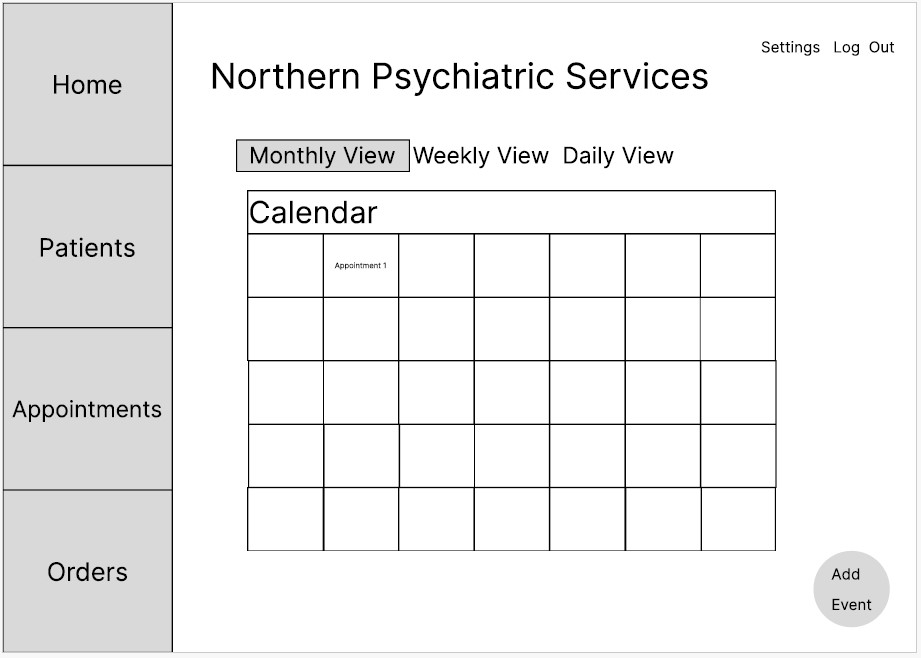 Home
Patients
Appointments
Orders
Settings Log Out
Northern Psychiatric Services
Monthly View Weekly View Daily View
Calendar
Appointment 1
Add
Event